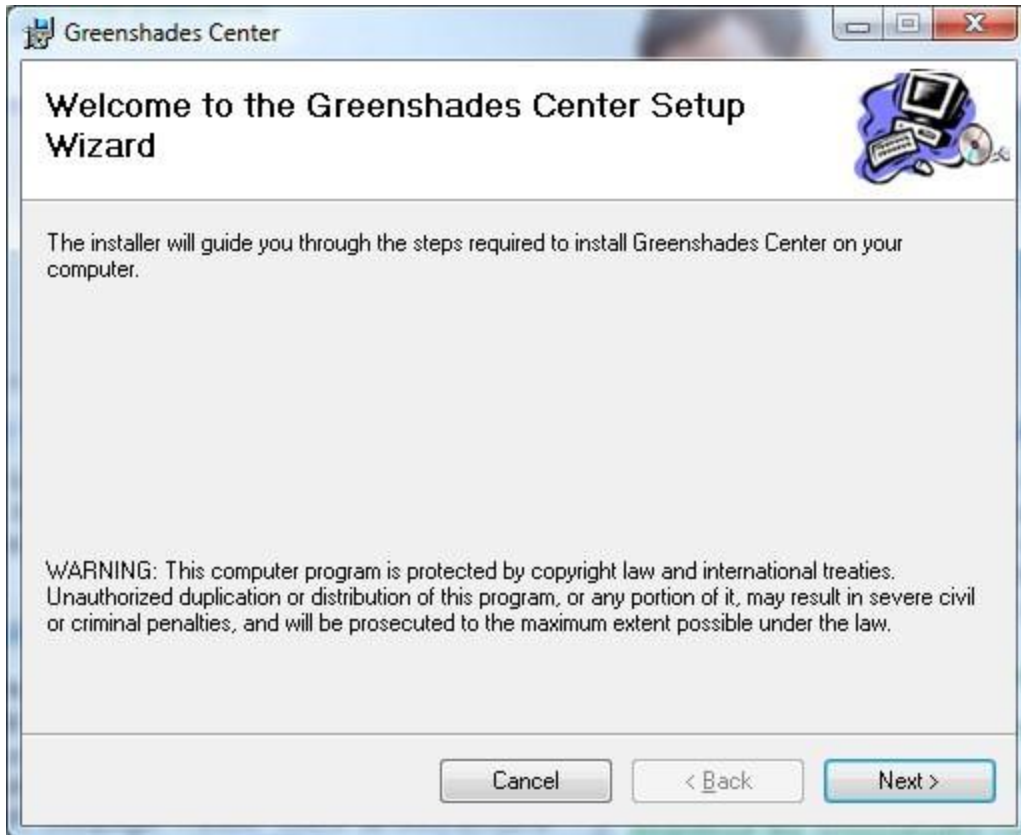 Greenshades Center
Welcome to the Greenshades Center Setup
Wizard
The installer will guide you through the steps required to install Greenshades Center on your
computer.
WARNING: This computer program is protected by copyright law and international treaties.
Unauthorized duplication or distribution of this program, or any portion of it, may result in severe civil
or criminal penalties, and will be prosecuted to the maximum extent possible under the law.
Cancel < Back Next >